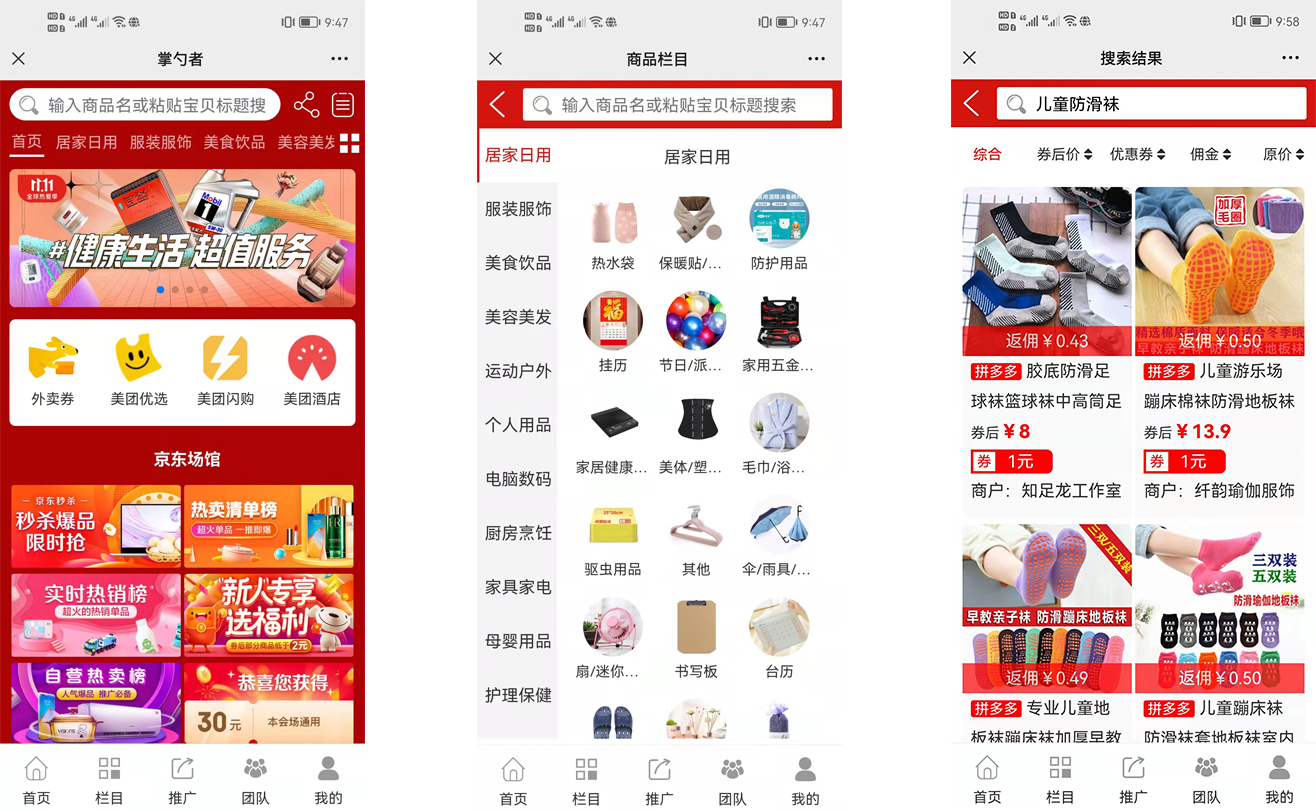 9:47
掌勺者
输入商品名或粘贴宝贝标题搜
首页 居家日用 服装服饰 美食饮品 美容美发
11.11
全球热爱季
Mobil
1
5W-30
#健康生活 超值服务
外卖券 美团优选 美团闪购 美团酒店
京东场馆
京东秒杀
秒杀爆品
限时抢
热卖清单榜
超火单品 一推即爆
实时热销榜
超火的热销单品
新人专享
送福利
券后部分商品低于2元
自营热卖榜
人气爆品 推广必备
恭喜您获得
30元 本会场通用
首页 栏目 推广 团队 我的
9:47
商品栏目
输入商品名或粘贴宝贝标题搜索
居家日用
服装服饰
美食饮品
美容美发
运动户外
个人用品
电脑数码
厨房烹饪
家具家电
母婴用品
护理保健
居家日用
热水袋 保暖贴/... 防护用品
福
挂历 节日/派... 家用五金...
家居健康... 美体/塑... 毛巾/浴...
驱虫用品 其他 伞/雨具/...
扇/迷你... 书写板 台历
首页 栏目 推广 团队 我的
9:58
搜索结果
儿童防滑袜
综合 券后价 优惠券 佣金 原价
返佣￥0.43
拼多多 胶底防滑足
球袜篮球袜中高筒足
券后￥8
券 1元
商户：知足龙工作室
加厚
毛圈
返佣￥0.50
拼多多 儿童游乐场
蹦床棉袜防滑地板袜
券后￥13.9
券 1元
商户：纤韵瑜伽服饰
三双/五双装
早教亲子袜 防滑蹦床地板袜
返佣￥0.49
拼多多 专业儿童地
板袜蹦床袜加厚早教
三双装
五双装
防滑瑜伽地板袜
返佣￥0.50
拼多多 儿童蹦床袜
防滑袜套地板袜室内
首页 栏目 推广 团队 我的